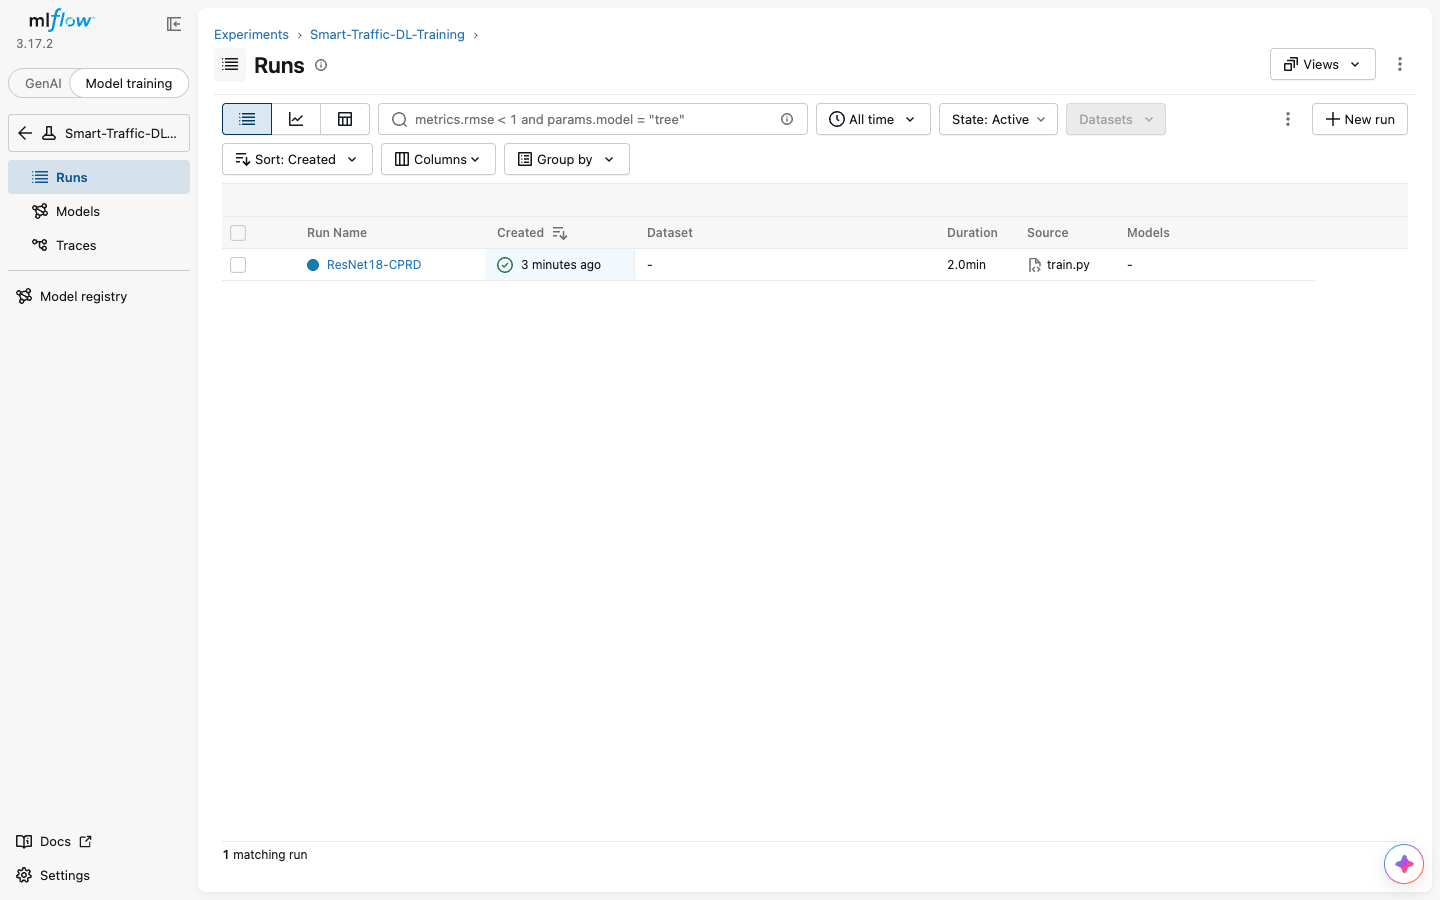 mlflow
3.17.2
GenAI Model training
Smart-Traffic-DL...
Runs
Models
Traces
Model registry
Docs
Settings
Experiments › Smart-Traffic-DL-Training ›
Runs
Views
metrics.rmse < 1 and params.model = "tree"
All time
State: Active
Datasets
New run
Sort: Created
Columns
Group by
Run Name Created Dataset Duration Source Models
ResNet18-CPRD 3 minutes ago - 2.0min train.py -
1 matching run